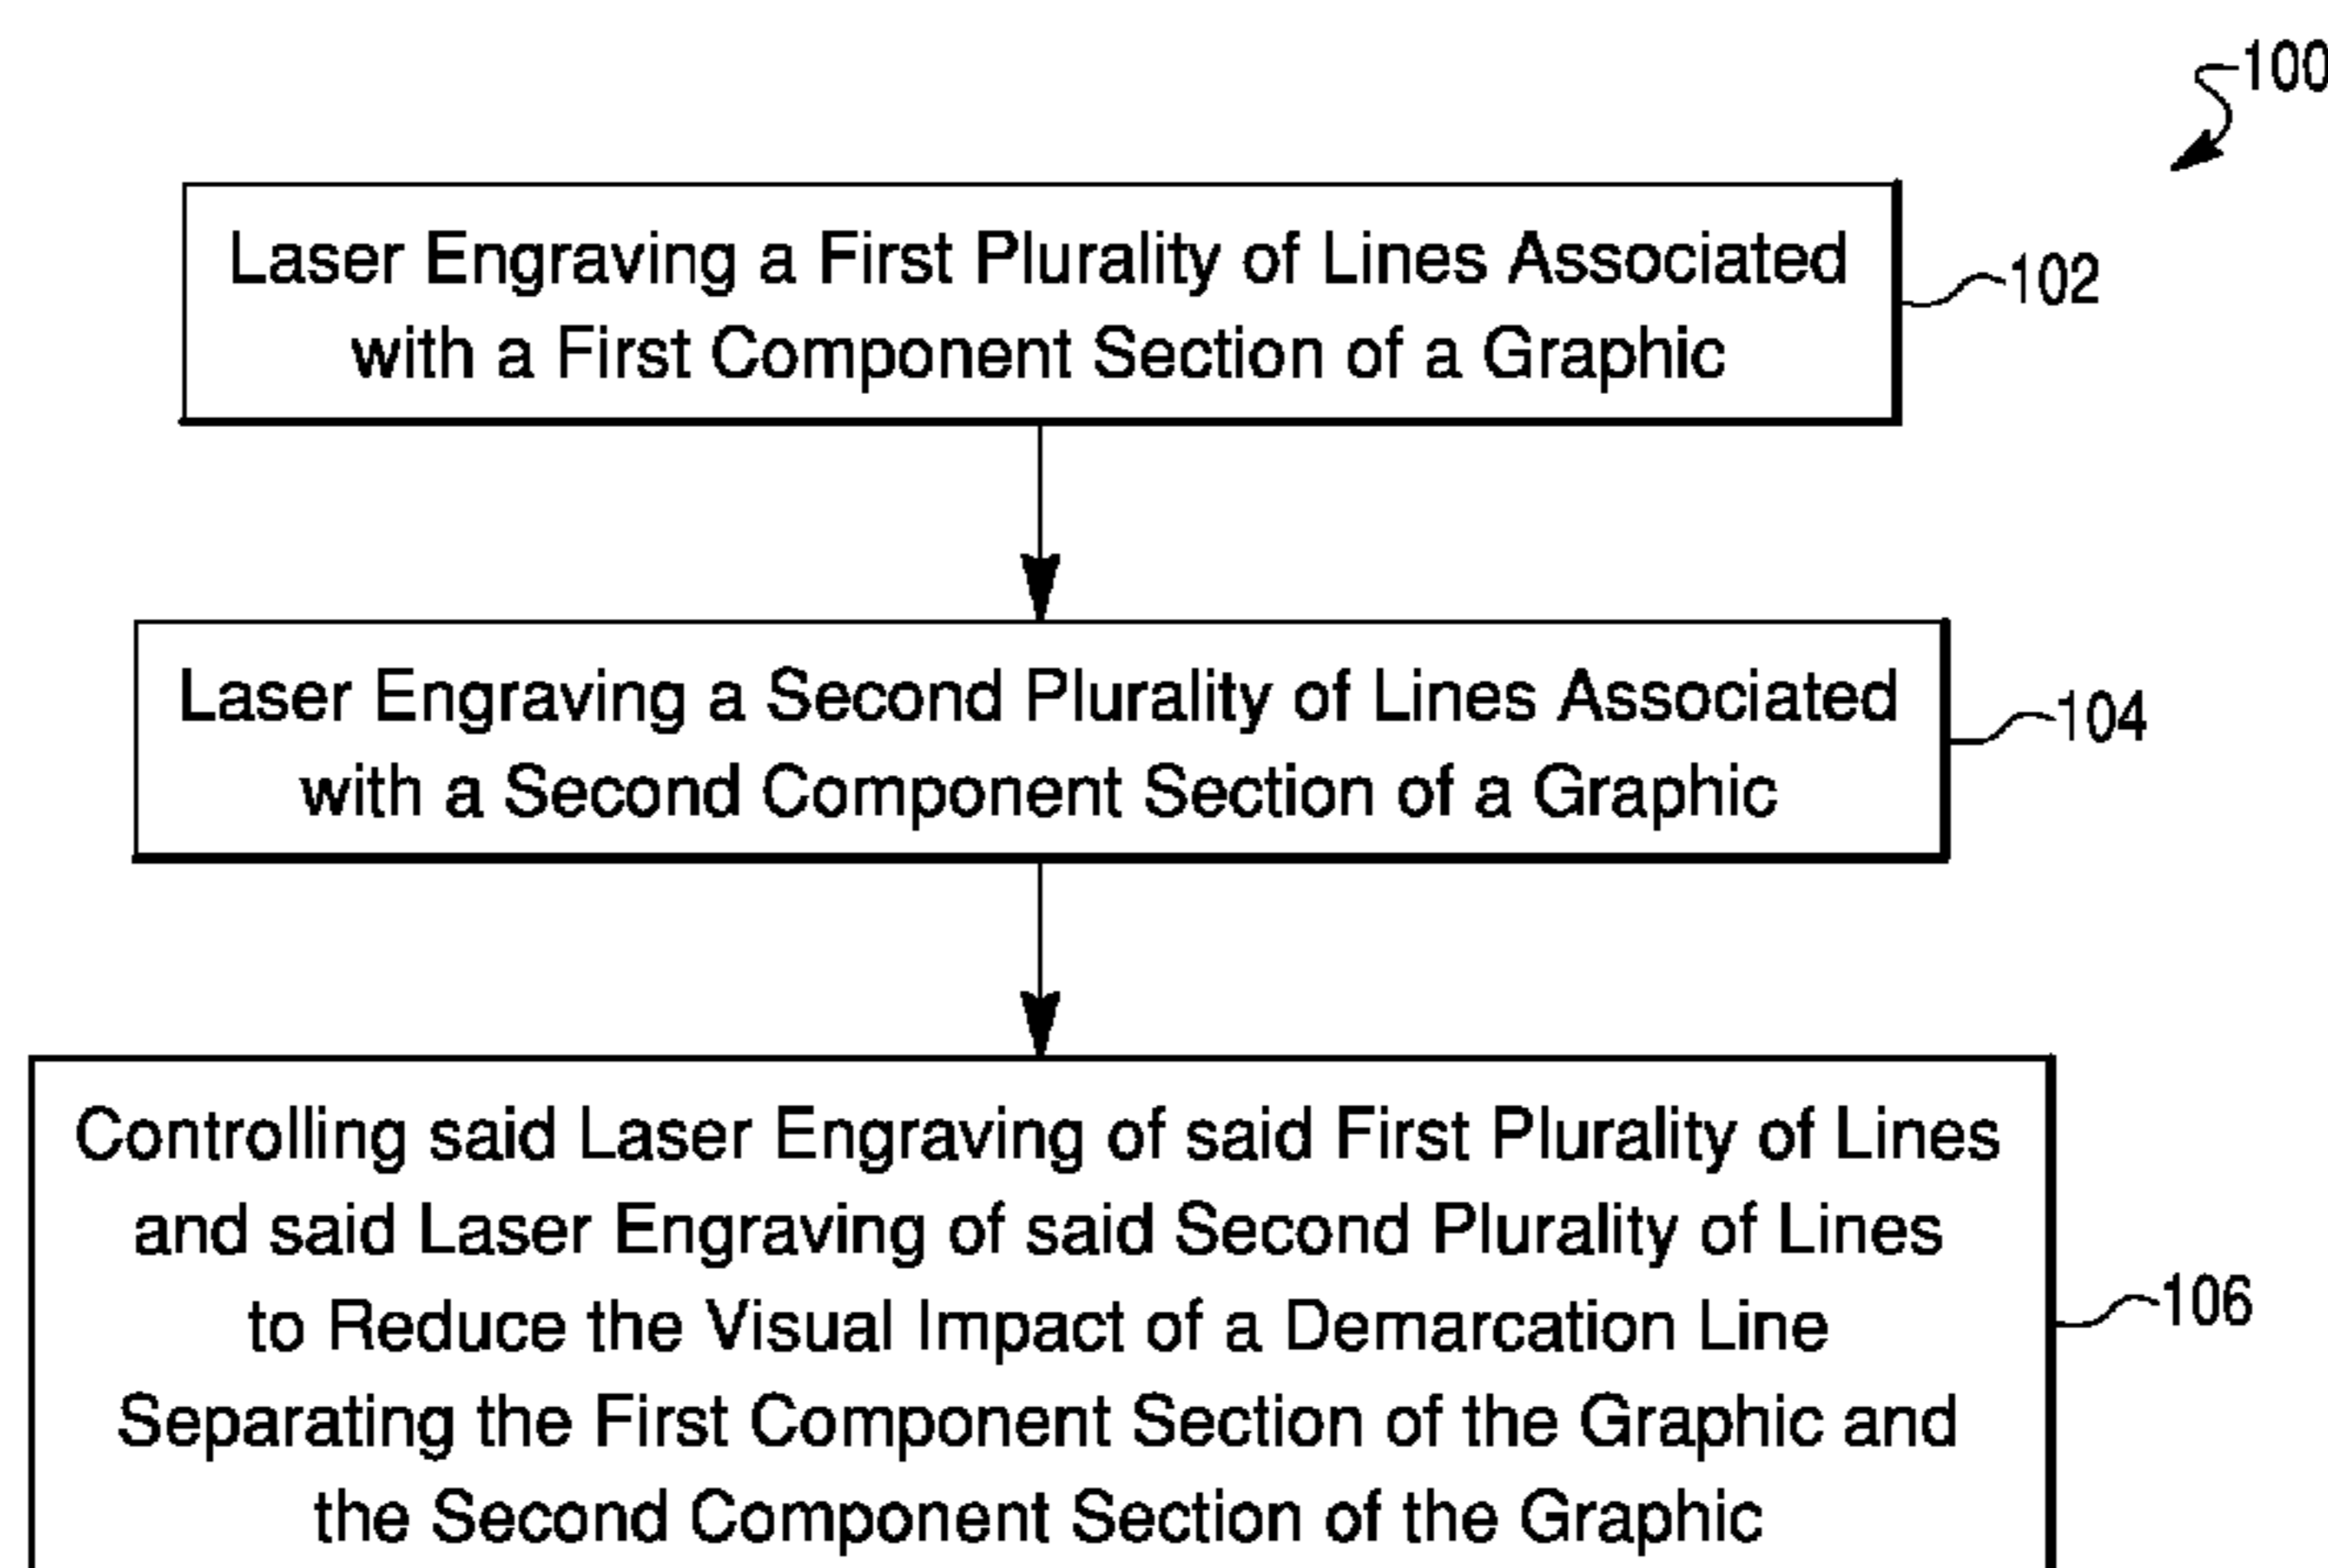 100
Laser Engraving a First Plurality of Lines Associated
with a First Component Section of a Graphic
102
Laser Engraving a Second Plurality of Lines Associated
with a Second Component Section of a Graphic
104
Controlling said Laser Engraving of said First Plurality of Lines
and said Laser Engraving of said Second Plurality of Lines
to Reduce the Visual Impact of a Demarcation Line
Separating the First Component Section of the Graphic and
the Second Component Section of the Graphic
106